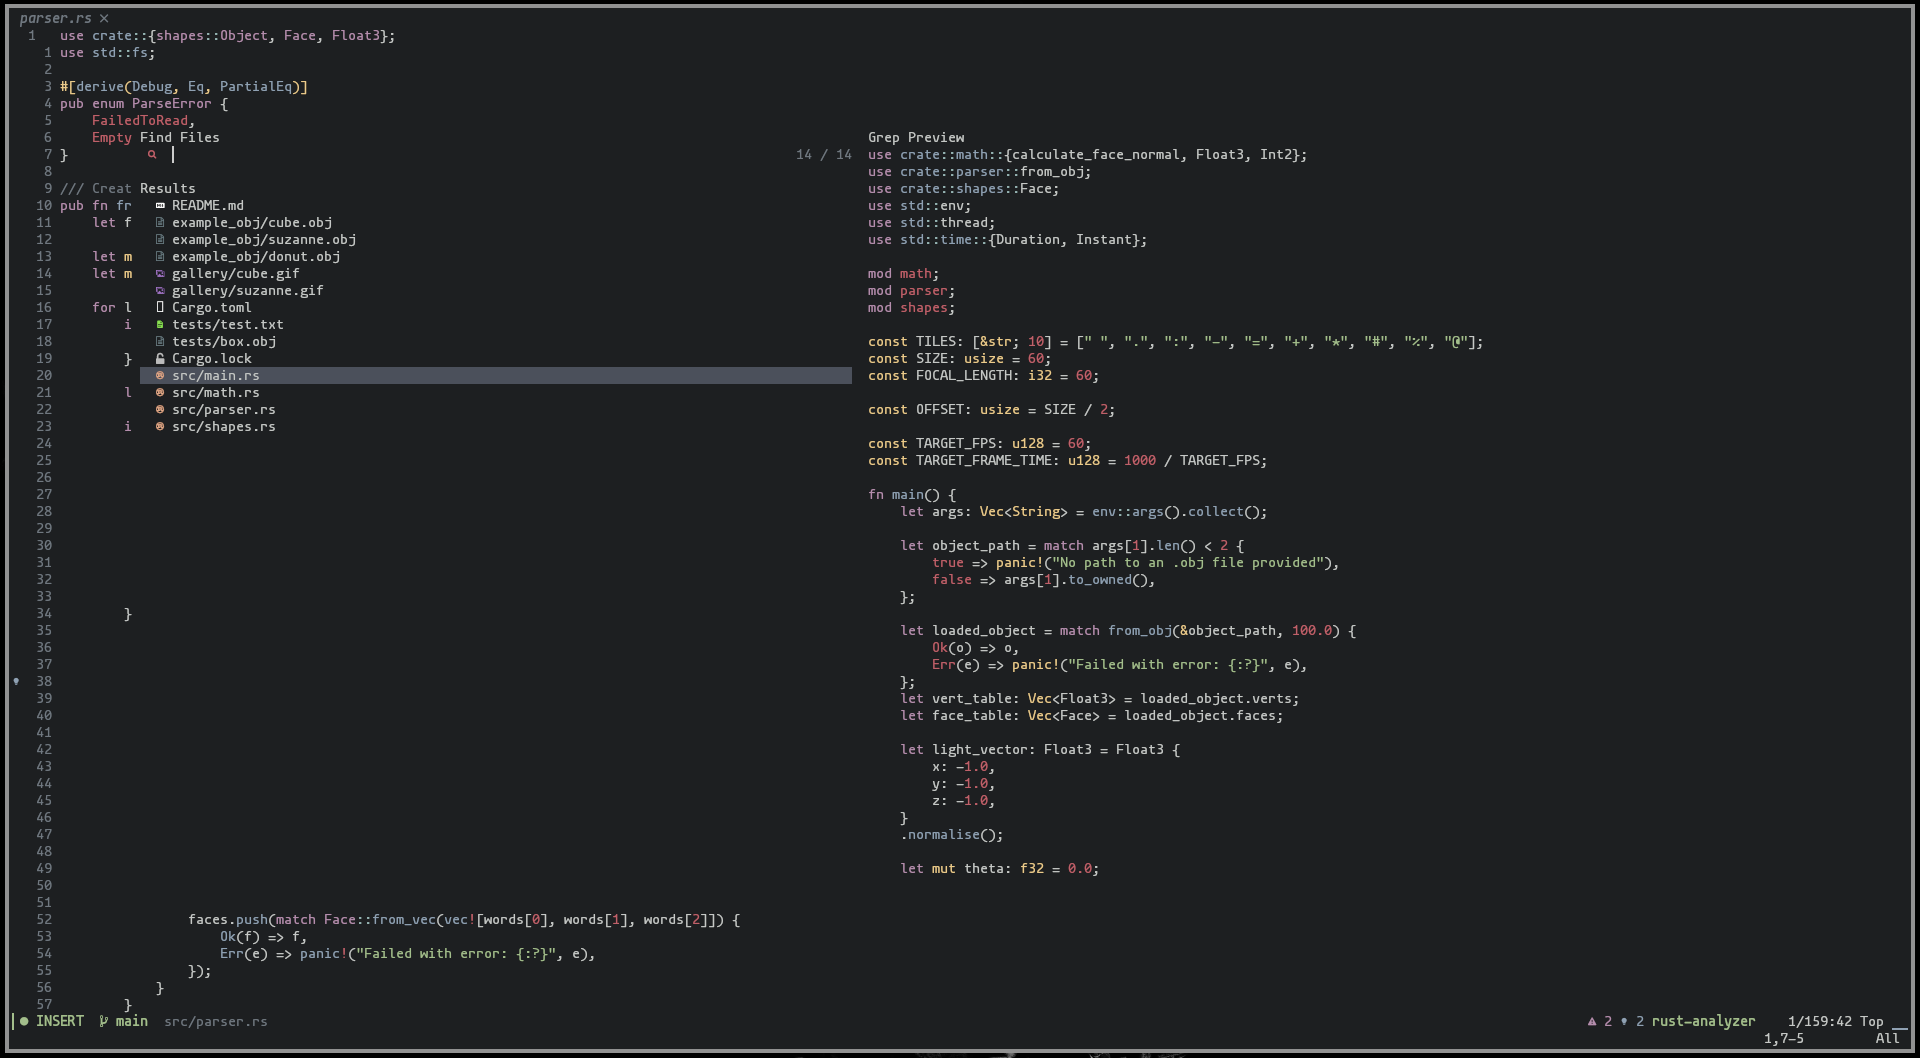 parser.rs ×
1 use crate::{shapes::Object, Face, Float3};
1 use std::fs;
2
3 #[derive(Debug, Eq, PartialEq)]
4 pub enum ParseError {
5 FailedToRead,
6 Empty Find Files
7 }
14 / 14
8
9 /// Creat Results
10 pub fn fr README.md
11 let f example_obj/cube.obj
12 example_obj/suzanne.obj
13 let m example_obj/donut.obj
14 let m gallery/cube.gif
15 gallery/suzanne.gif
16 for l Cargo.toml
17 i tests/test.txt
18 tests/box.obj
19 } Cargo.lock
20 src/main.rs
21 l src/math.rs
22 src/parser.rs
23 i src/shapes.rs
24
25
26
27
28
29
30
31
32
33
34 }
35
36
37
38
39
40
41
42
43
44
45
46
47
48
49
50
51
52 faces.push(match Face::from_vec(vec![words[0], words[1], words[2]]) {
53 Ok(f) => f,
54 Err(e) => panic!("Failed with error: {:?}", e),
55 });
56 }
57 }
Grep Preview
use crate::math::{calculate_face_normal, Float3, Int2};
use crate::parser::from_obj;
use crate::shapes::Face;
use std::env;
use std::thread;
use std::time::{Duration, Instant};
mod math;
mod parser;
mod shapes;
const TILES: [&str; 10] = [" ", ".", ":", "-", "=", "+", "*", "#", "%", "@"];
const SIZE: usize = 60;
const FOCAL_LENGTH: i32 = 60;
const OFFSET: usize = SIZE / 2;
const TARGET_FPS: u128 = 60;
const TARGET_FRAME_TIME: u128 = 1000 / TARGET_FPS;
fn main() {
let args: Vec<String> = env::args().collect();
let object_path = match args[1].len() < 2 {
true => panic!("No path to an .obj file provided"),
false => args[1].to_owned(),
};
let loaded_object = match from_obj(&object_path, 100.0) {
Ok(o) => o,
Err(e) => panic!("Failed with error: {:?}", e),
};
let vert_table: Vec<Float3> = loaded_object.verts;
let face_table: Vec<Face> = loaded_object.faces;
let light_vector: Float3 = Float3 {
x: -1.0,
y: -1.0,
z: -1.0,
}
.normalise();
let mut theta: f32 = 0.0;
INSERT main src/parser.rs
2 2 rust-analyzer 1/159:42 Top
1,7-5 All